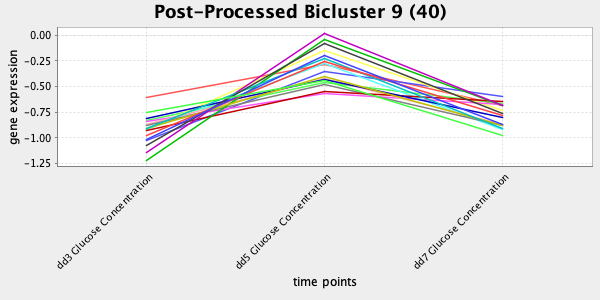 Post-Processed Bicluster 9 (40)
gene expression
0.00
-0.25
-0.50
-0.75
-1.00
-1.25
dd3 Glucose Concentration
dd5 Glucose Concentration
dd7 Glucose Concentration
time points